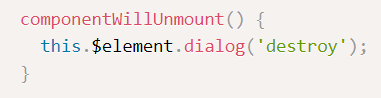 componentWillUnmount() {
  this.$element.dialog('destroy');
}